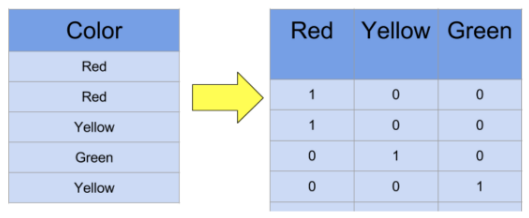 Color
Red
Red
Yellow
Green
Yellow
Red Yellow Green
1 0 0
1 0 0
0 1 0
0 0 1